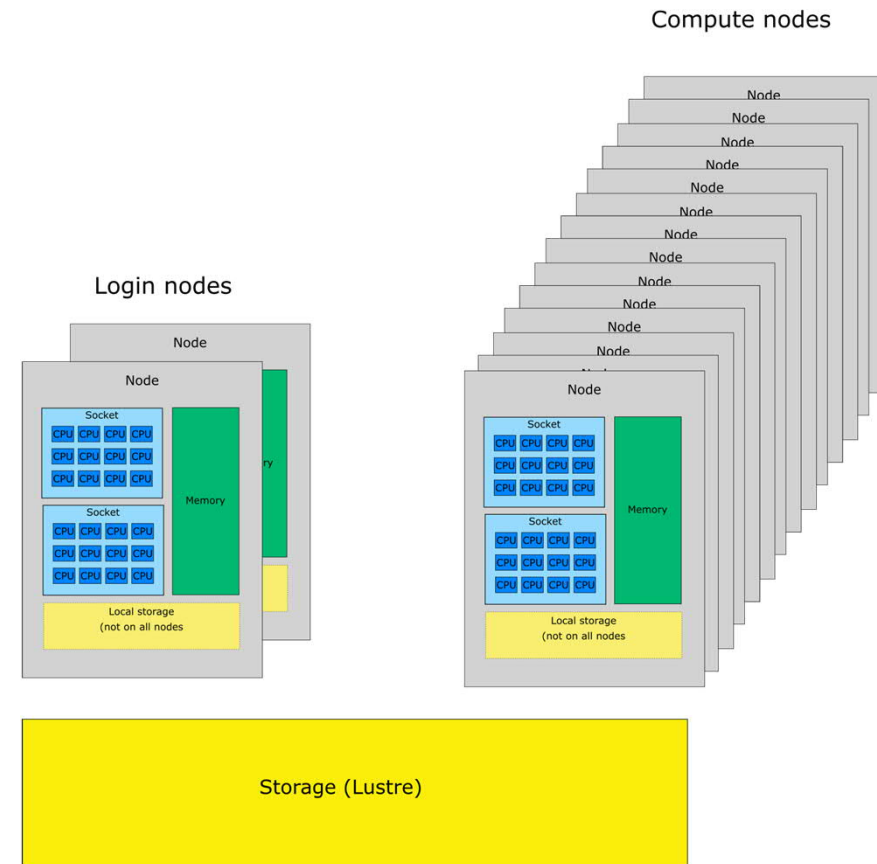 Compute nodes
Node
Node
Node
Node
Node
Node
Node
Node
Node
Node
Node
Node
Node
Node
Socket
CPU CPU CPU CPU
CPU CPU CPU CPU
CPU CPU CPU CPU
Socket
CPU CPU CPU CPU
CPU CPU CPU CPU
CPU CPU CPU CPU
Memory
Local storage
(not on all nodes
Login nodes
Node
ry
Node
Socket
CPU CPU CPU CPU
CPU CPU CPU CPU
CPU CPU CPU CPU
Socket
CPU CPU CPU CPU
CPU CPU CPU CPU
CPU CPU CPU CPU
Memory
Local storage
(not on all nodes
Storage (Lustre)